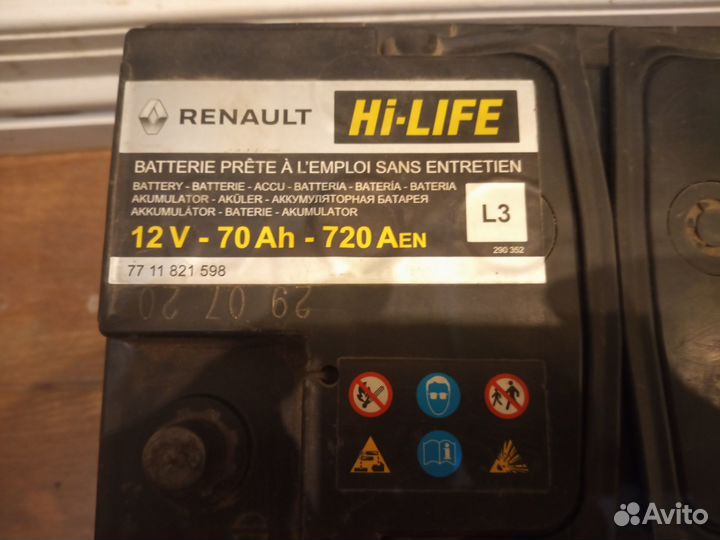 RENAULT
Hi-LIFE
BATTERIE PRÊTE À L'EMPLOI SANS ENTRETIEN
BATTERY - BATTERIE - ACCU - BATTERIA - BATERÍA - BATERIA
AKUMULATOR - AKÜLER - АККУМУЛЯТОРНАЯ БАТАРЕЯ
AKKUMULÁTOR - BATERIE - AKUMULATOR
L3
12 V - 70 Ah - 720 AEN
290 352
77 11 821 598
29 07 20
Avito